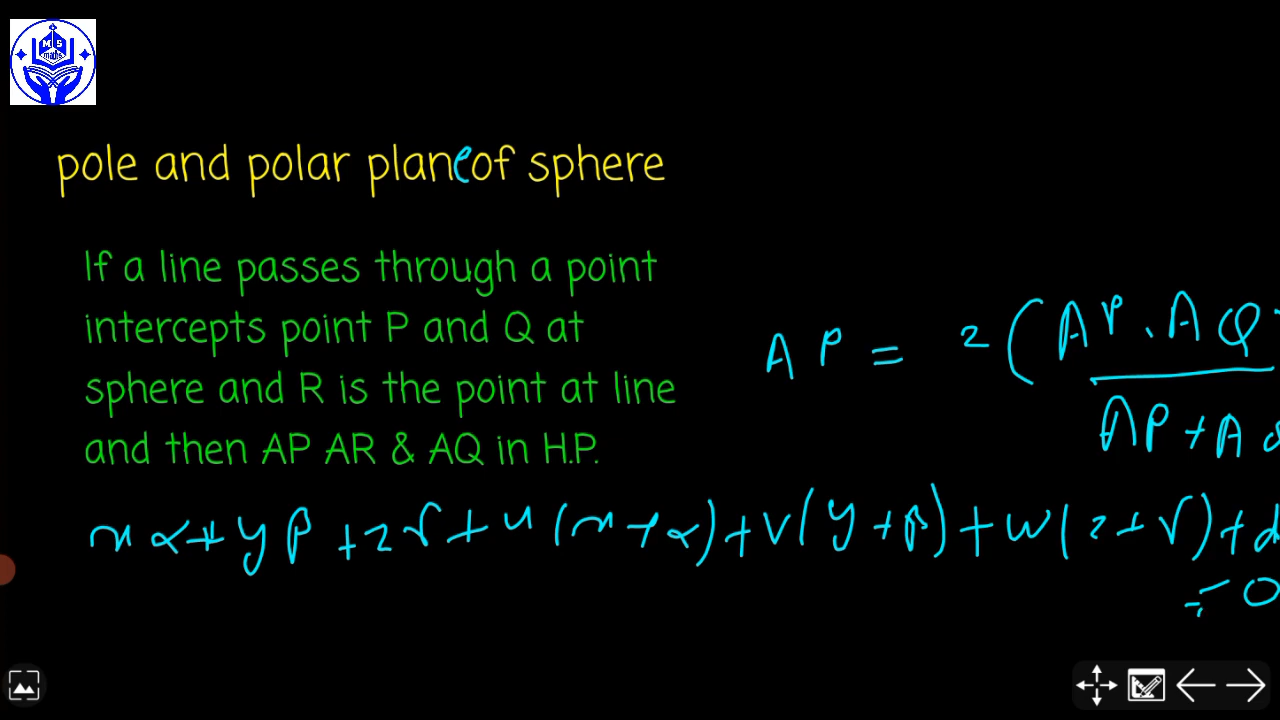 M S
maths
pole and polar plane of sphere
If a line passes through a point
intercepts point P and Q at
sphere and R is the point at line
and then AP AR & AQ in H.P.
AP = 2(AP.AQ
AP+A
xα+yβ+zγ+u(x+α)+v(y+β)+w(z+γ)+d
=0